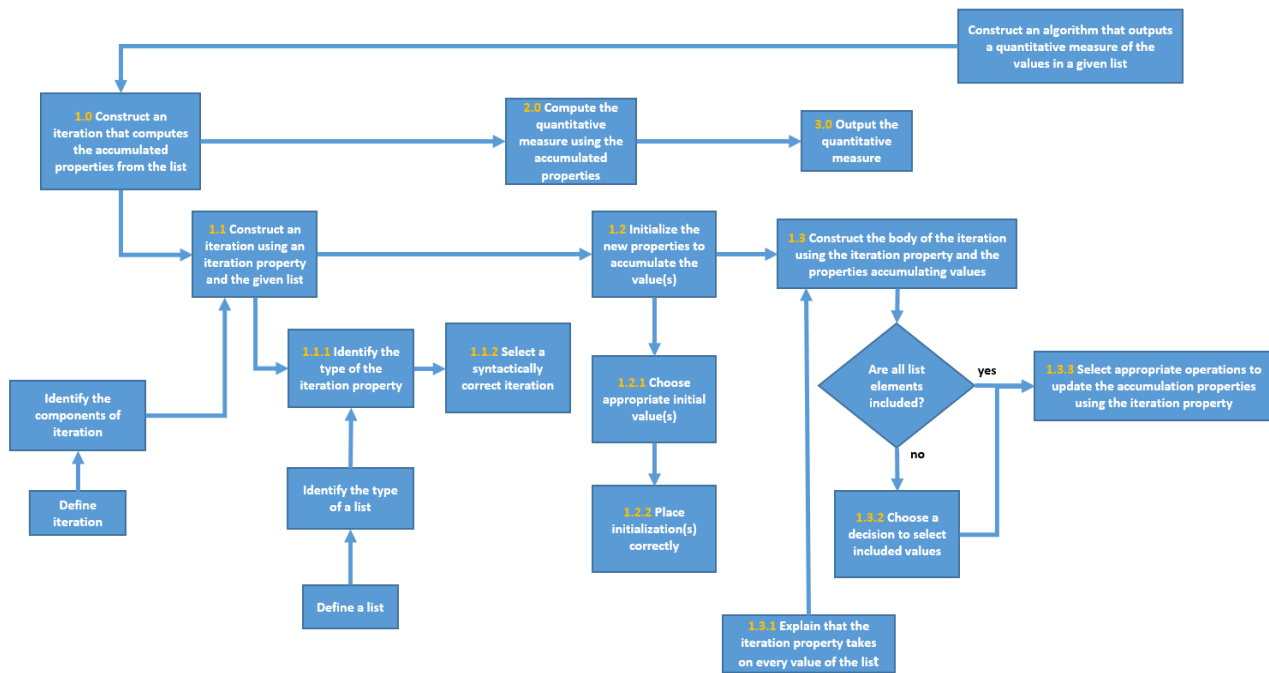 Construct an algorithm that outputs
a quantitative measure of the
values in a given list
1.0 Construct an
iteration that computes
the accumulated
properties from the list
2.0 Compute the
quantitative
measure using the
accumulated
properties
3.0 Output the
quantitative
measure
1.1 Construct an
iteration using an
iteration property
and the given list
1.2 Initialize the
new properties to
accumulate the
value(s)
1.3 Construct the body of the iteration
using the iteration property and the
properties accumulating values
1.1.1 Identify the
type of the
iteration property
1.1.2 Select a
syntactically
correct iteration
1.2.1 Choose
appropriate initial
value(s)
Are all list
elements
included?
yes
1.3.3 Select appropriate operations to
update the accumulation properties
using the iteration property
Identify the
components of
iteration
no
Define
iteration
Identify the type
of a list
1.2.2 Place
initialization(s)
correctly
1.3.2 Choose a
decision to select
included values
Define a list
1.3.1 Explain that the
iteration property takes
on every value of the list